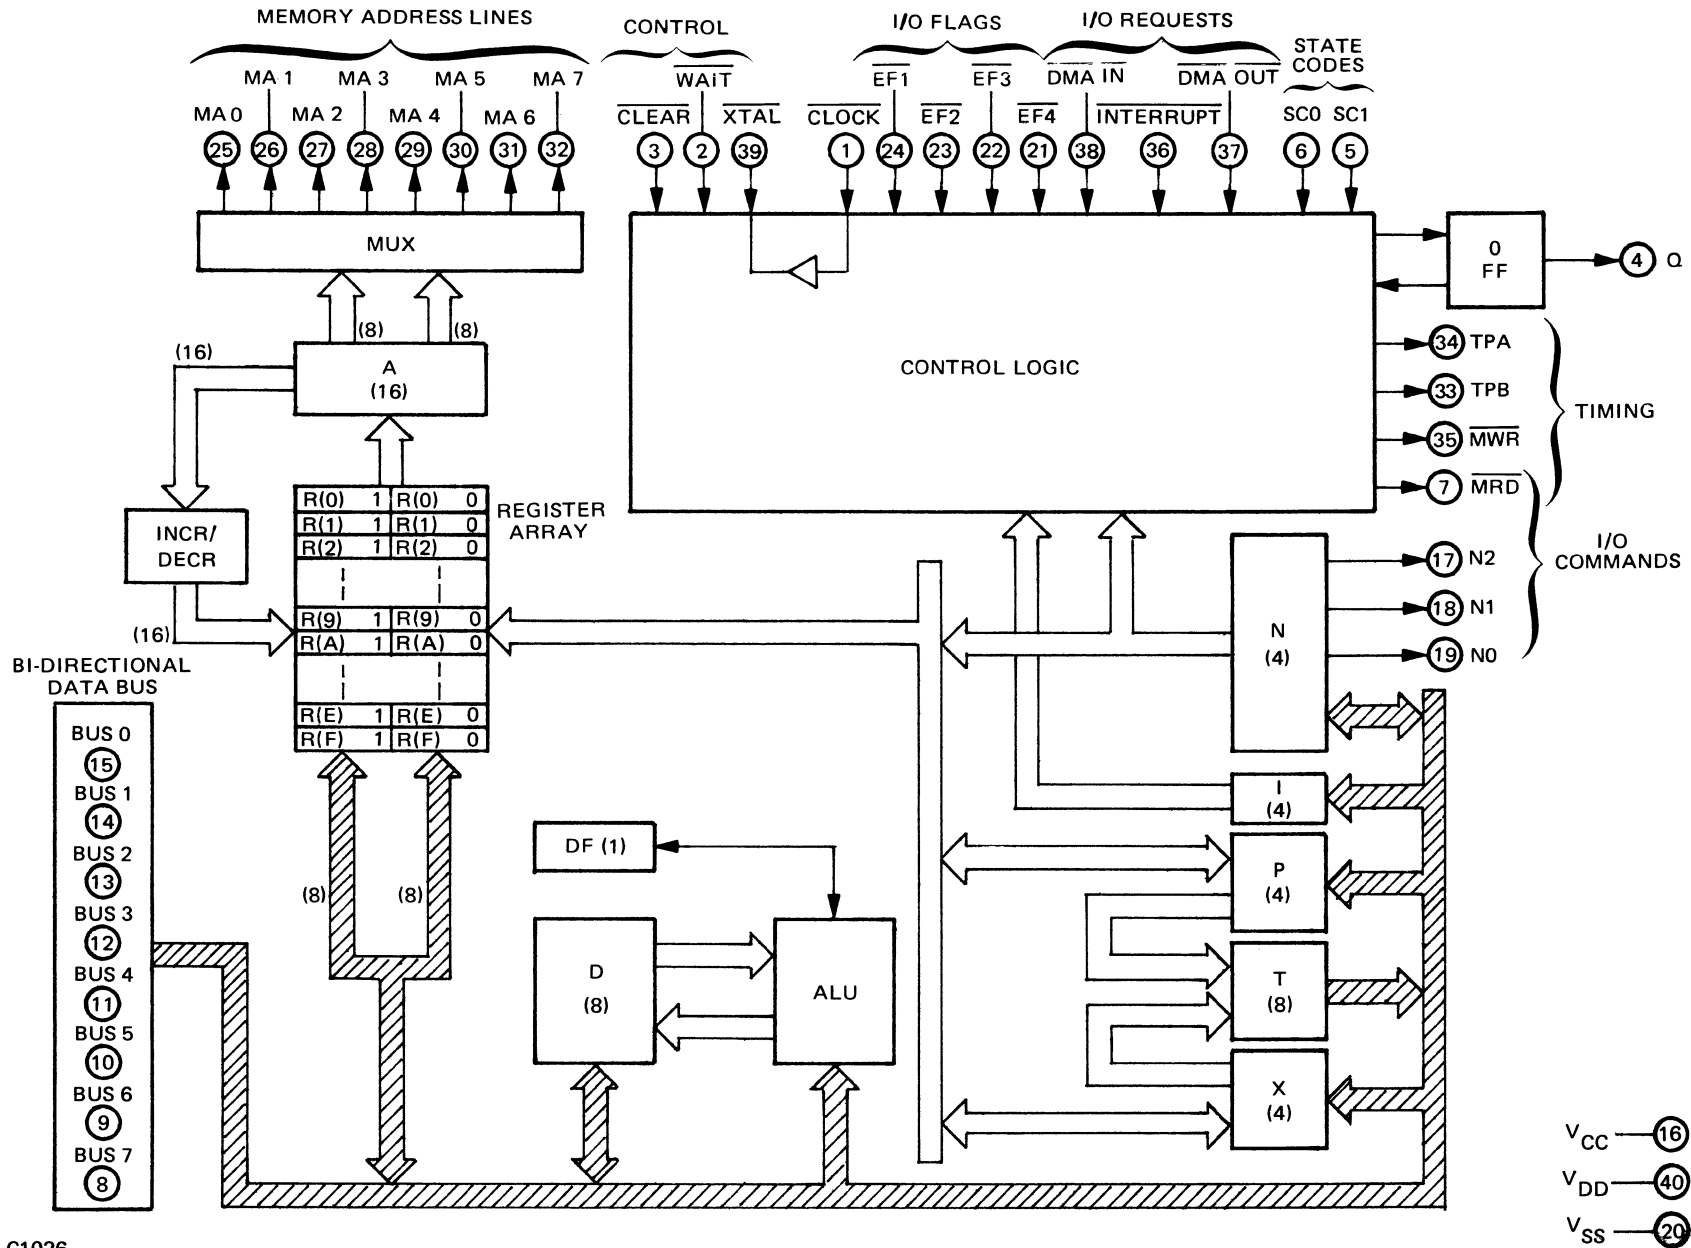 MEMORY ADDRESS LINES
CONTROL
I/O FLAGS
I/O REQUESTS
STATE
CODES
MA 1
MA 3
MA 5
MA 7
WAiT
EF1
EF3
DMA IN
DMA OUT
MA 0
MA 2
MA 4
MA 6
CLEAR
XTAL
CLOCK
EF2
EF4
INTERRUPT
SC0
SC1
25
26
27
28
29
30
31
32
3
2
39
1
24
23
22
21
38
36
37
6
5
MUX
0
FF
4
Q
(8)
(8)
(16)
A
(16)
CONTROL LOGIC
34
TPA
33
TPB
TIMING
35
MWR
7
MRD
INCR/
DECR
R(0) 1 R(0) 0
R(1) 1 R(1) 0
R(2) 1 R(2) 0
R(9) 1 R(9) 0
R(A) 1 R(A) 0
R(E) 1 R(E) 0
R(F) 1 R(F) 0
REGISTER
ARRAY
(16)
N
(4)
17
N2
18
N1
19
N0
I/O
COMMANDS
BI-DIRECTIONAL
DATA BUS
BUS 0
15
BUS 1
14
BUS 2
13
BUS 3
12
BUS 4
11
BUS 5
10
BUS 6
9
BUS 7
8
(8)
(8)
DF (1)
D
(8)
ALU
I
(4)
P
(4)
T
(8)
X
(4)
VCC
16
VDD
40
VSS
20